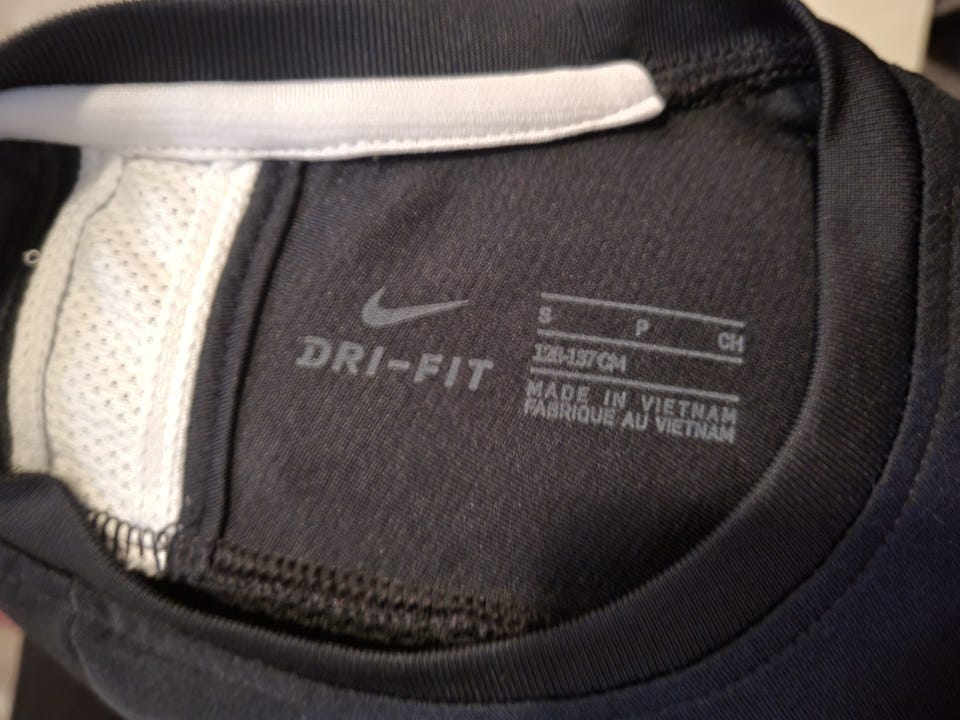 DRI-FIT
S P CH
128-137CM
MADE IN VIETNAM
FABRIQUE AU VIETNAM